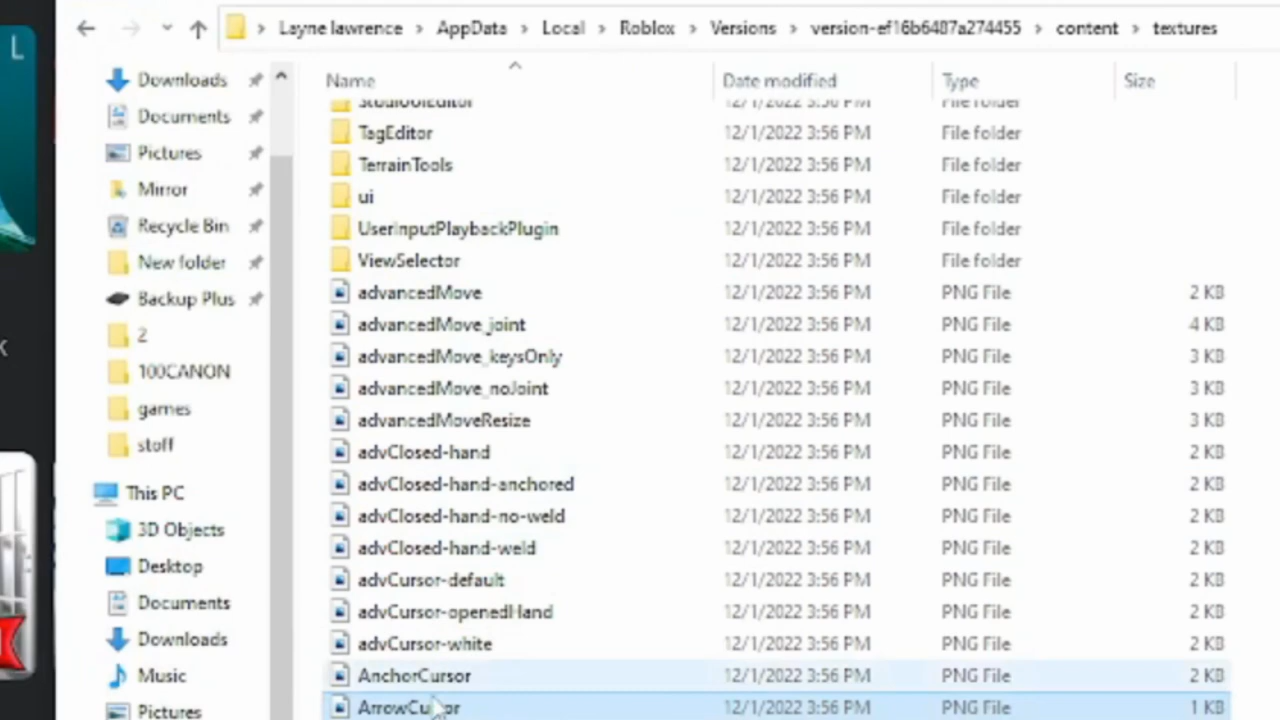 L
Layne lawrence > AppData > Local > Roblox > Versions > version-ef16b6487a274455 > content > textures
Name Date modified Type Size
Downloads
Documents
Pictures
Mirror
Recycle Bin
New folder
Backup Plus
2
100CANON
games
stoff
This PC
3D Objects
Desktop
Documents
Downloads
Music
Pictures
12/1/2022 3:56 PM File folder
TagEditor 12/1/2022 3:56 PM File folder
TerrainTools 12/1/2022 3:56 PM File folder
ui 12/1/2022 3:56 PM File folder
UserInputPlaybackPlugin 12/1/2022 3:56 PM File folder
ViewSelector 12/1/2022 3:56 PM File folder
advancedMove 12/1/2022 3:56 PM PNG File 2 KB
advancedMove_joint 12/1/2022 3:56 PM PNG File 4 KB
advancedMove_keysOnly 12/1/2022 3:56 PM PNG File 3 KB
advancedMove_noJoint 12/1/2022 3:56 PM PNG File 3 KB
advancedMoveResize 12/1/2022 3:56 PM PNG File 3 KB
advClosed-hand 12/1/2022 3:56 PM PNG File 2 KB
advClosed-hand-anchored 12/1/2022 3:56 PM PNG File 2 KB
advClosed-hand-no-weld 12/1/2022 3:56 PM PNG File 2 KB
advClosed-hand-weld 12/1/2022 3:56 PM PNG File 2 KB
advCursor-default 12/1/2022 3:56 PM PNG File 2 KB
advCursor-openedHand 12/1/2022 3:56 PM PNG File 2 KB
advCursor-white 12/1/2022 3:56 PM PNG File 2 KB
AnchorCursor 12/1/2022 3:56 PM PNG File 2 KB
ArrowCursor 12/1/2022 3:56 PM PNG File 1 KB